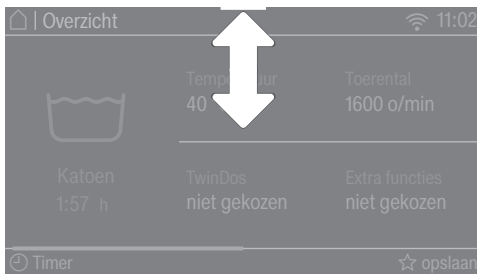 | Overzicht 11:02
Toerental
40 1600 o/min
Katoen TwinDos Extra functies
1:57 h niet gekozen niet gekozen
Timer opslaan